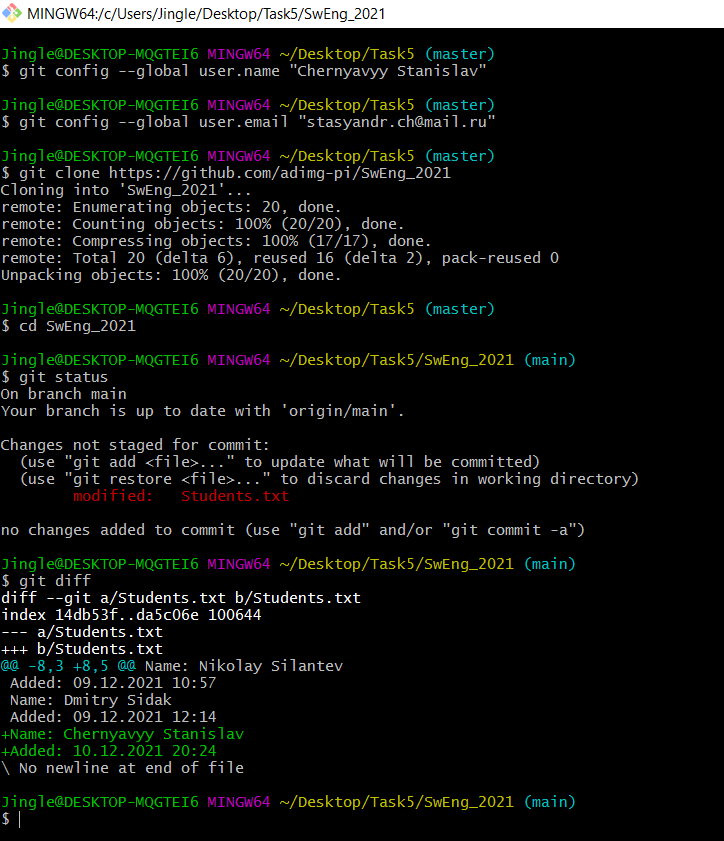 MINGW64:/c/Users/Jingle/Desktop/Task5/SwEng_2021
Jingle@DESKTOP-MQGTEI6 MINGW64 ~/Desktop/Task5 (master)
$ git config --global user.name "Chernyavyy Stanislav"
Jingle@DESKTOP-MQGTEI6 MINGW64 ~/Desktop/Task5 (master)
$ git config --global user.email "stasyandr.ch@mail.ru"
Jingle@DESKTOP-MQGTEI6 MINGW64 ~/Desktop/Task5 (master)
$ git clone https://github.com/adimg-pi/SwEng_2021
Cloning into 'SwEng_2021'...
remote: Enumerating objects: 20, done.
remote: Counting objects: 100% (20/20), done.
remote: Compressing objects: 100% (17/17), done.
remote: Total 20 (delta 6), reused 16 (delta 2), pack-reused 0
Unpacking objects: 100% (20/20), done.
Jingle@DESKTOP-MQGTEI6 MINGW64 ~/Desktop/Task5 (master)
$ cd SwEng_2021
Jingle@DESKTOP-MQGTEI6 MINGW64 ~/Desktop/Task5/SwEng_2021 (main)
$ git status
On branch main
Your branch is up to date with 'origin/main'.
Changes not staged for commit:
(use "git add <file>..." to update what will be committed)
(use "git restore <file>..." to discard changes in working directory)
modified:   Students.txt
no changes added to commit (use "git add" and/or "git commit -a")
Jingle@DESKTOP-MQGTEI6 MINGW64 ~/Desktop/Task5/SwEng_2021 (main)
$ git diff
diff --git a/Students.txt b/Students.txt
index 14db53f..da5c06e 100644
--- a/Students.txt
+++ b/Students.txt
@@ -8,3 +8,5 @@ Name: Nikolay Silantev
Added: 09.12.2021 10:57
Name: Dmitry Sidak
Added: 09.12.2021 12:14
+Name: Chernyavyy Stanislav
+Added: 10.12.2021 20:24
\ No newline at end of file
Jingle@DESKTOP-MQGTEI6 MINGW64 ~/Desktop/Task5/SwEng_2021 (main)
$